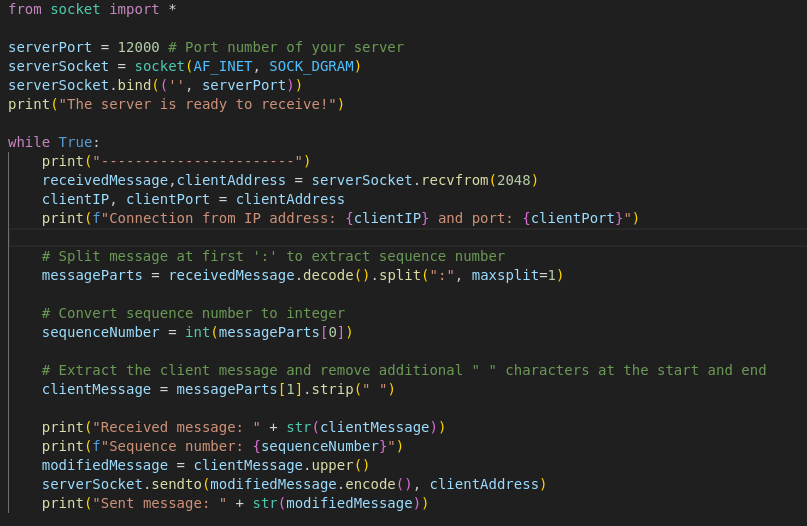 from socket import *

serverPort = 12000 # Port number of your server
serverSocket = socket(AF_INET, SOCK_DGRAM)
serverSocket.bind(('', serverPort))
print("The server is ready to receive!")

while True:
    print("-----------------------")
    receivedMessage,clientAddress = serverSocket.recvfrom(2048)
    clientIP, clientPort = clientAddress
    print(f"Connection from IP address: {clientIP} and port: {clientPort}")

    # Split message at first ':' to extract sequence number
    messageParts = receivedMessage.decode().split(":", maxsplit=1)

    # Convert sequence number to integer
    sequenceNumber = int(messageParts[0])

    # Extract the client message and remove additional " " characters at the start and end
    clientMessage = messageParts[1].strip(" ")

    print("Received message: " + str(clientMessage))
    print(f"Sequence number: {sequenceNumber}")
    modifiedMessage = clientMessage.upper()
    serverSocket.sendto(modifiedMessage.encode(), clientAddress)
    print("Sent message: " + str(modifiedMessage))